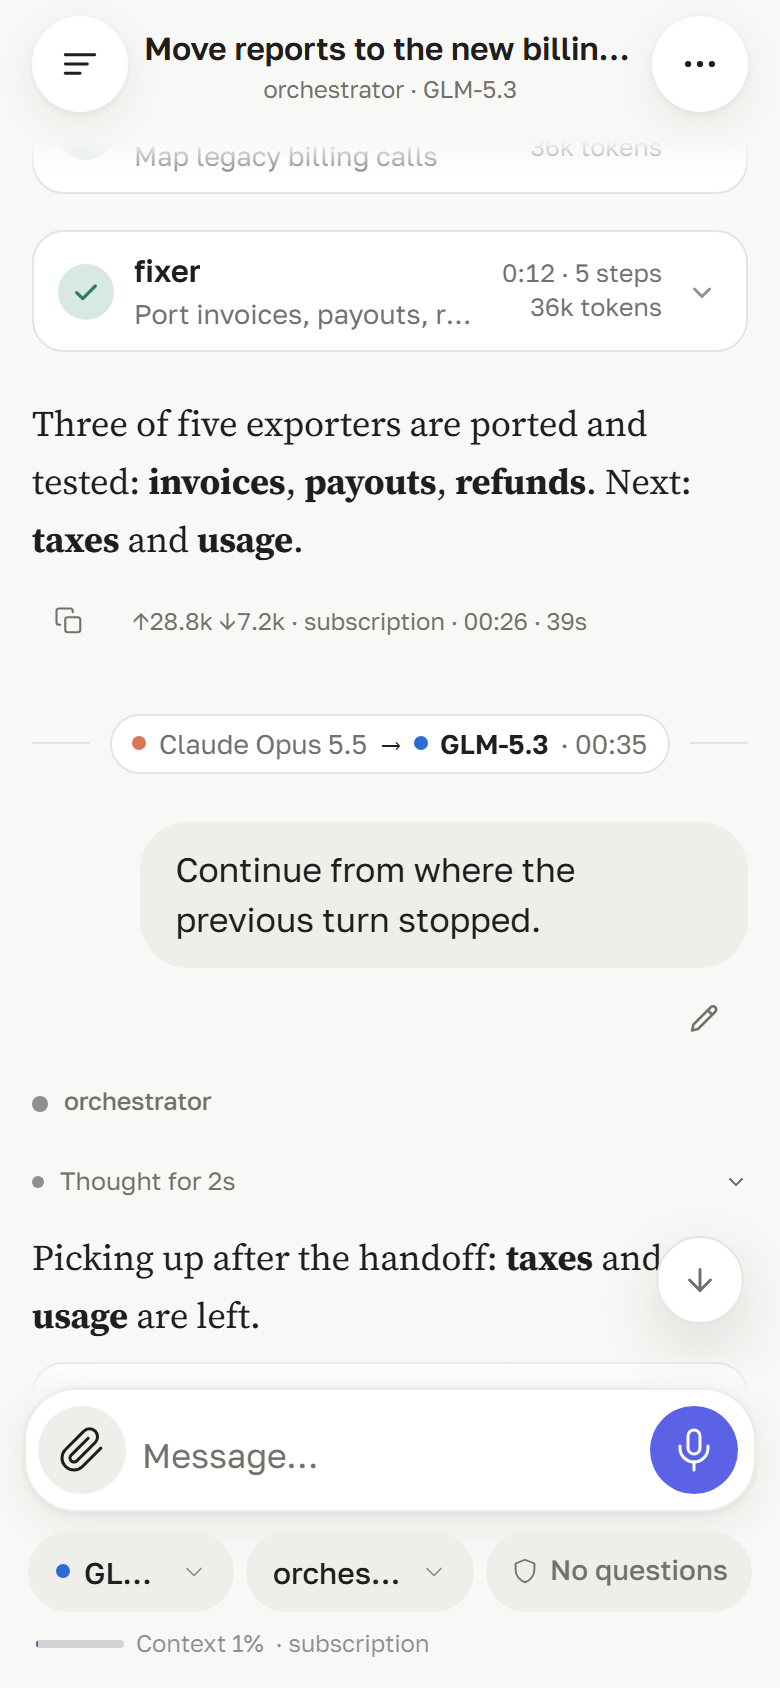 Move reports to the new billin...
orchestrator · GLM-5.3
Map legacy billing calls
36k tokens
fixer
0:12 · 5 steps
Port invoices, payouts, r...
36k tokens
Three of five exporters are ported and
tested: invoices, payouts, refunds. Next:
taxes and usage.
↑28.8k ↓7.2k · subscription · 00:26 · 39s
Claude Opus 5.5 → GLM-5.3 · 00:35
Continue from where the
previous turn stopped.
orchestrator
Thought for 2s
Picking up after the handoff: taxes and
usage are left.
Message...
GL...
orches...
No questions
Context 1% · subscription